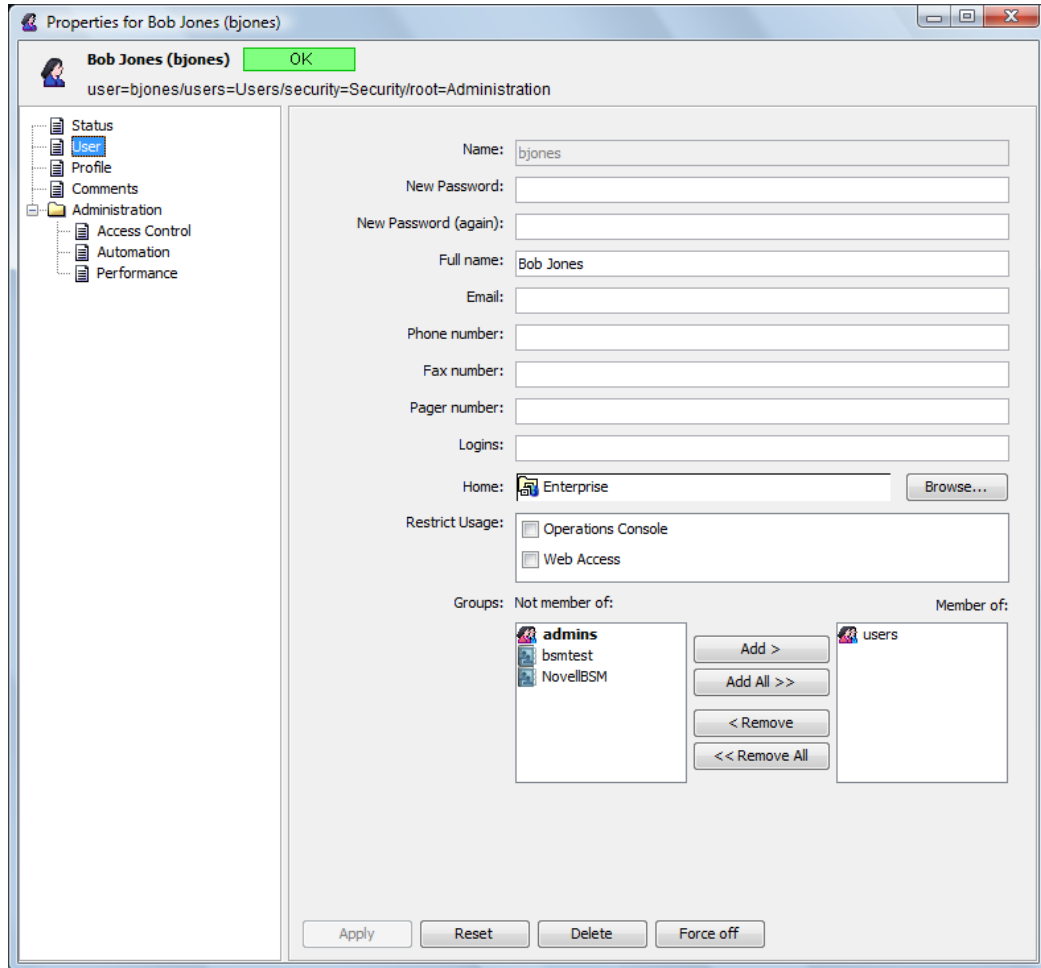 Properties for Bob Jones (bjones)
Bob Jones (bjones) OK
user=bjones/users=Users/security=Security/root=Administration
Status
User
Profile
Comments
Administration
Access Control
Automation
Performance
Name: bjones
New Password:
New Password (again):
Full name: Bob Jones
Email:
Phone number:
Fax number:
Pager number:
Logins:
Home: Enterprise Browse...
Restrict Usage: Operations Console
Web Access
Groups: Not member of: Member of:
admins
bsmtest
NovellBSM
Add >
Add All >>
< Remove
<< Remove All
users
Apply Reset Delete Force off